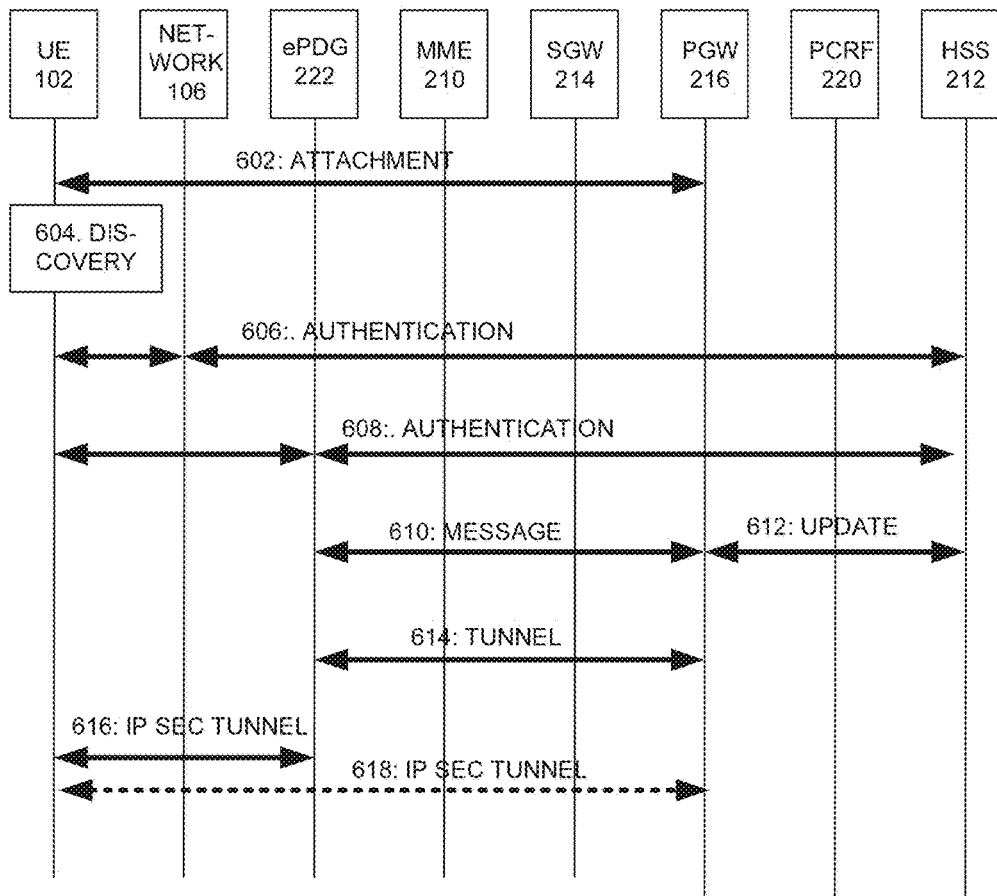 UE
102
NET-
WORK
106
ePDG
222
MME
210
SGW
214
PGW
216
PCRF
220
HSS
212
602: ATTACHMENT
604. DIS-
COVERY
606:. AUTHENTICATION
608:. AUTHENTICATION
610: MESSAGE
612: UPDATE
614: TUNNEL
616: IP SEC TUNNEL
618: IP SEC TUNNEL